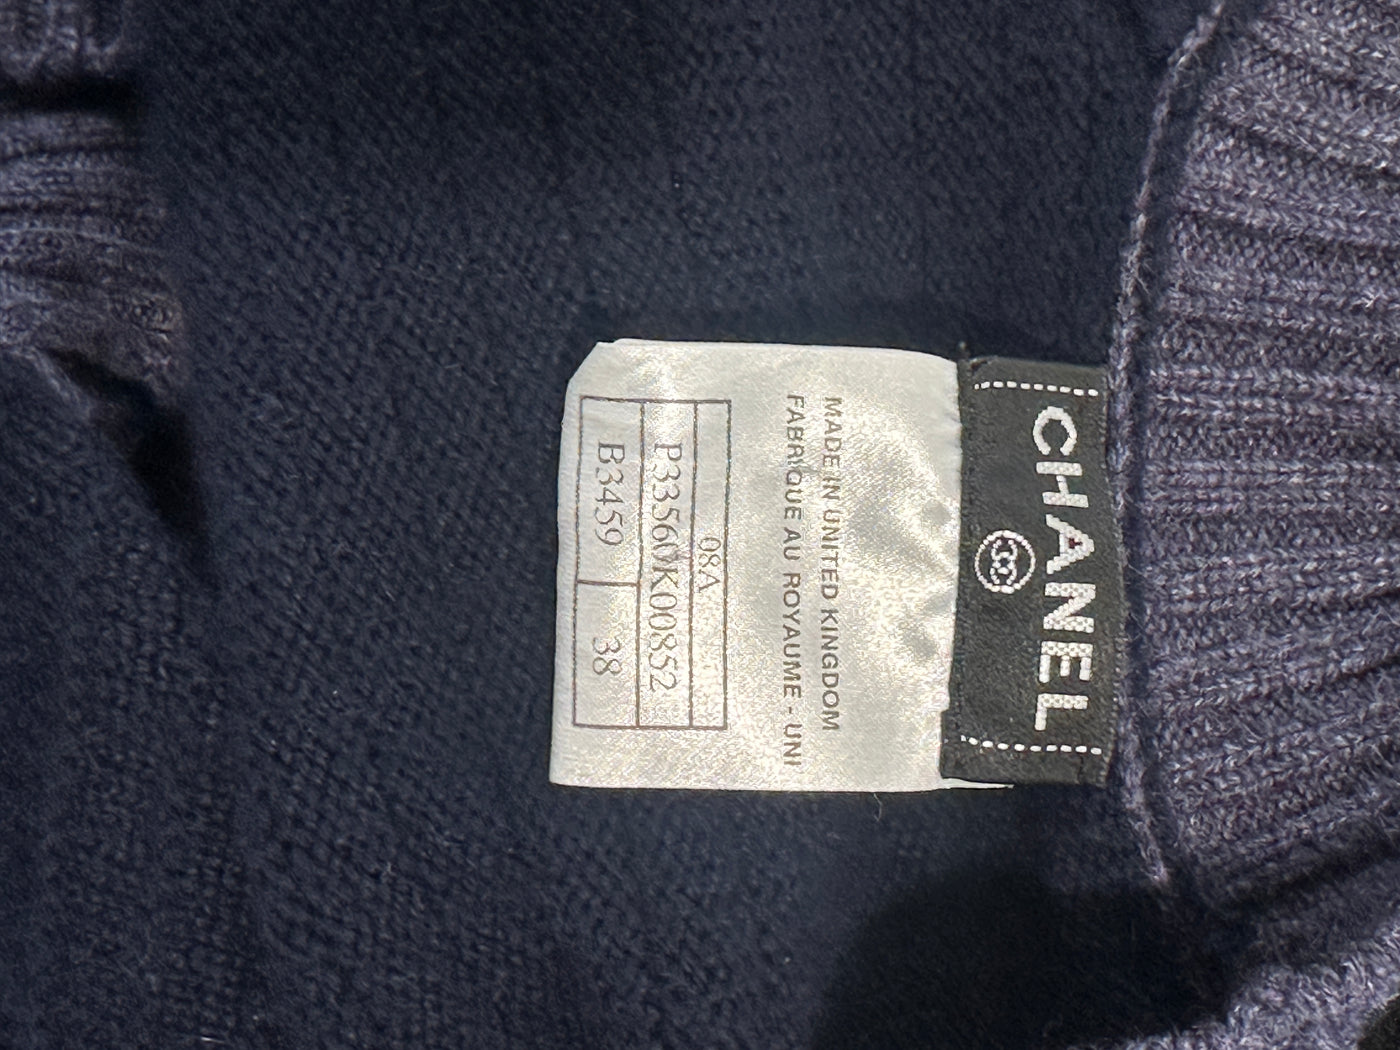 CHANEL
MADE IN UNITED KINGDOM
FABRIQUE AU ROYAUME - UNI
08A
P33560K00852
B3459 38